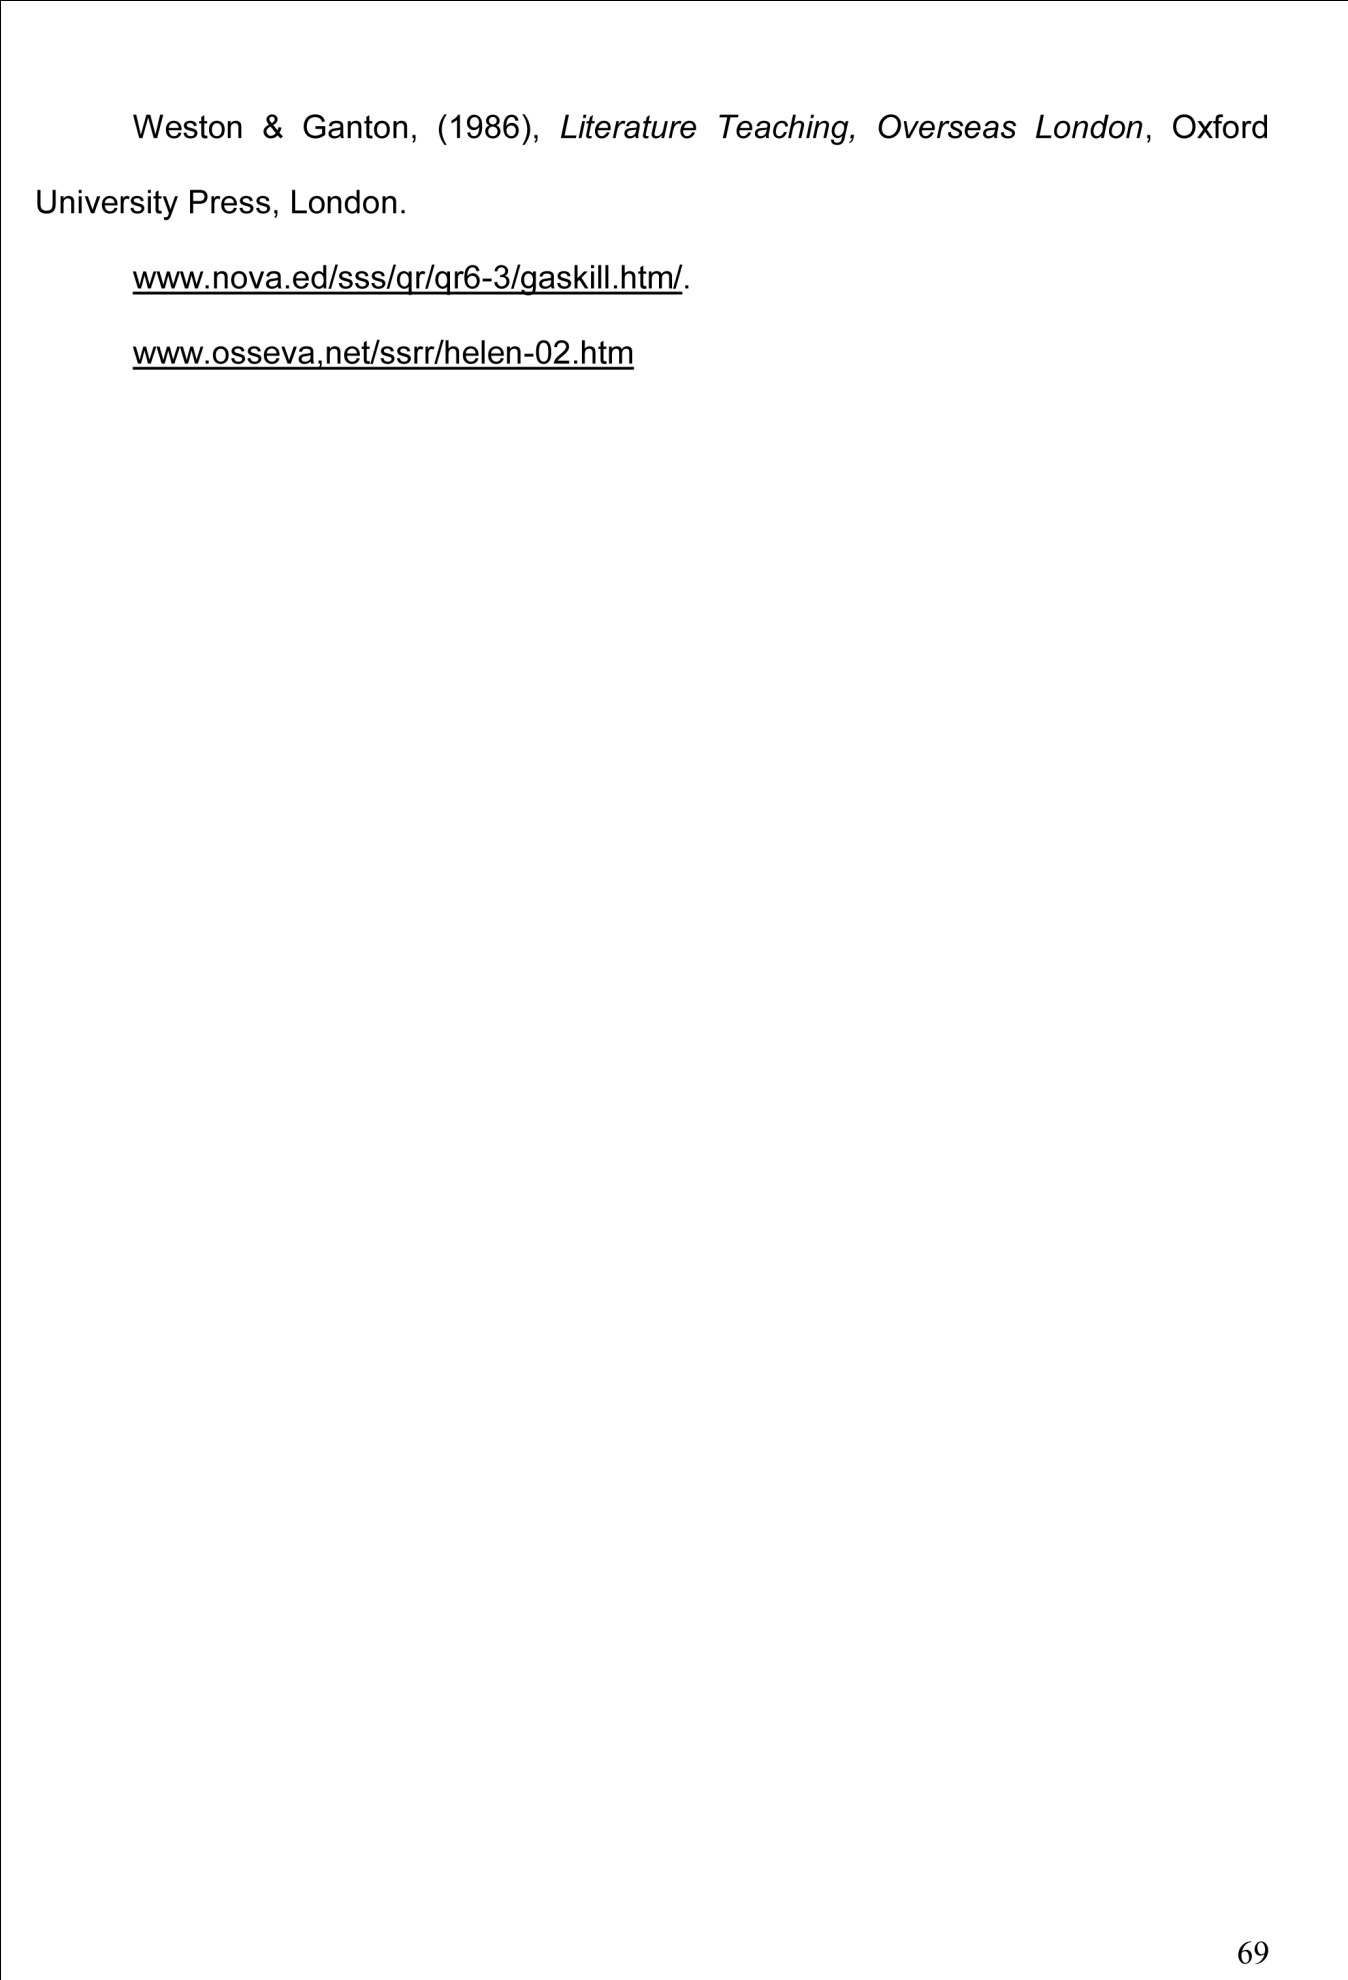 Weston & Ganton, (1986), Literature Teaching, Overseas London, Oxford
University Press, London.
www.nova.ed/sss/qr/qr6-3/gaskill.htm/.
www.osseva,net/ssrr/helen-02.htm
69